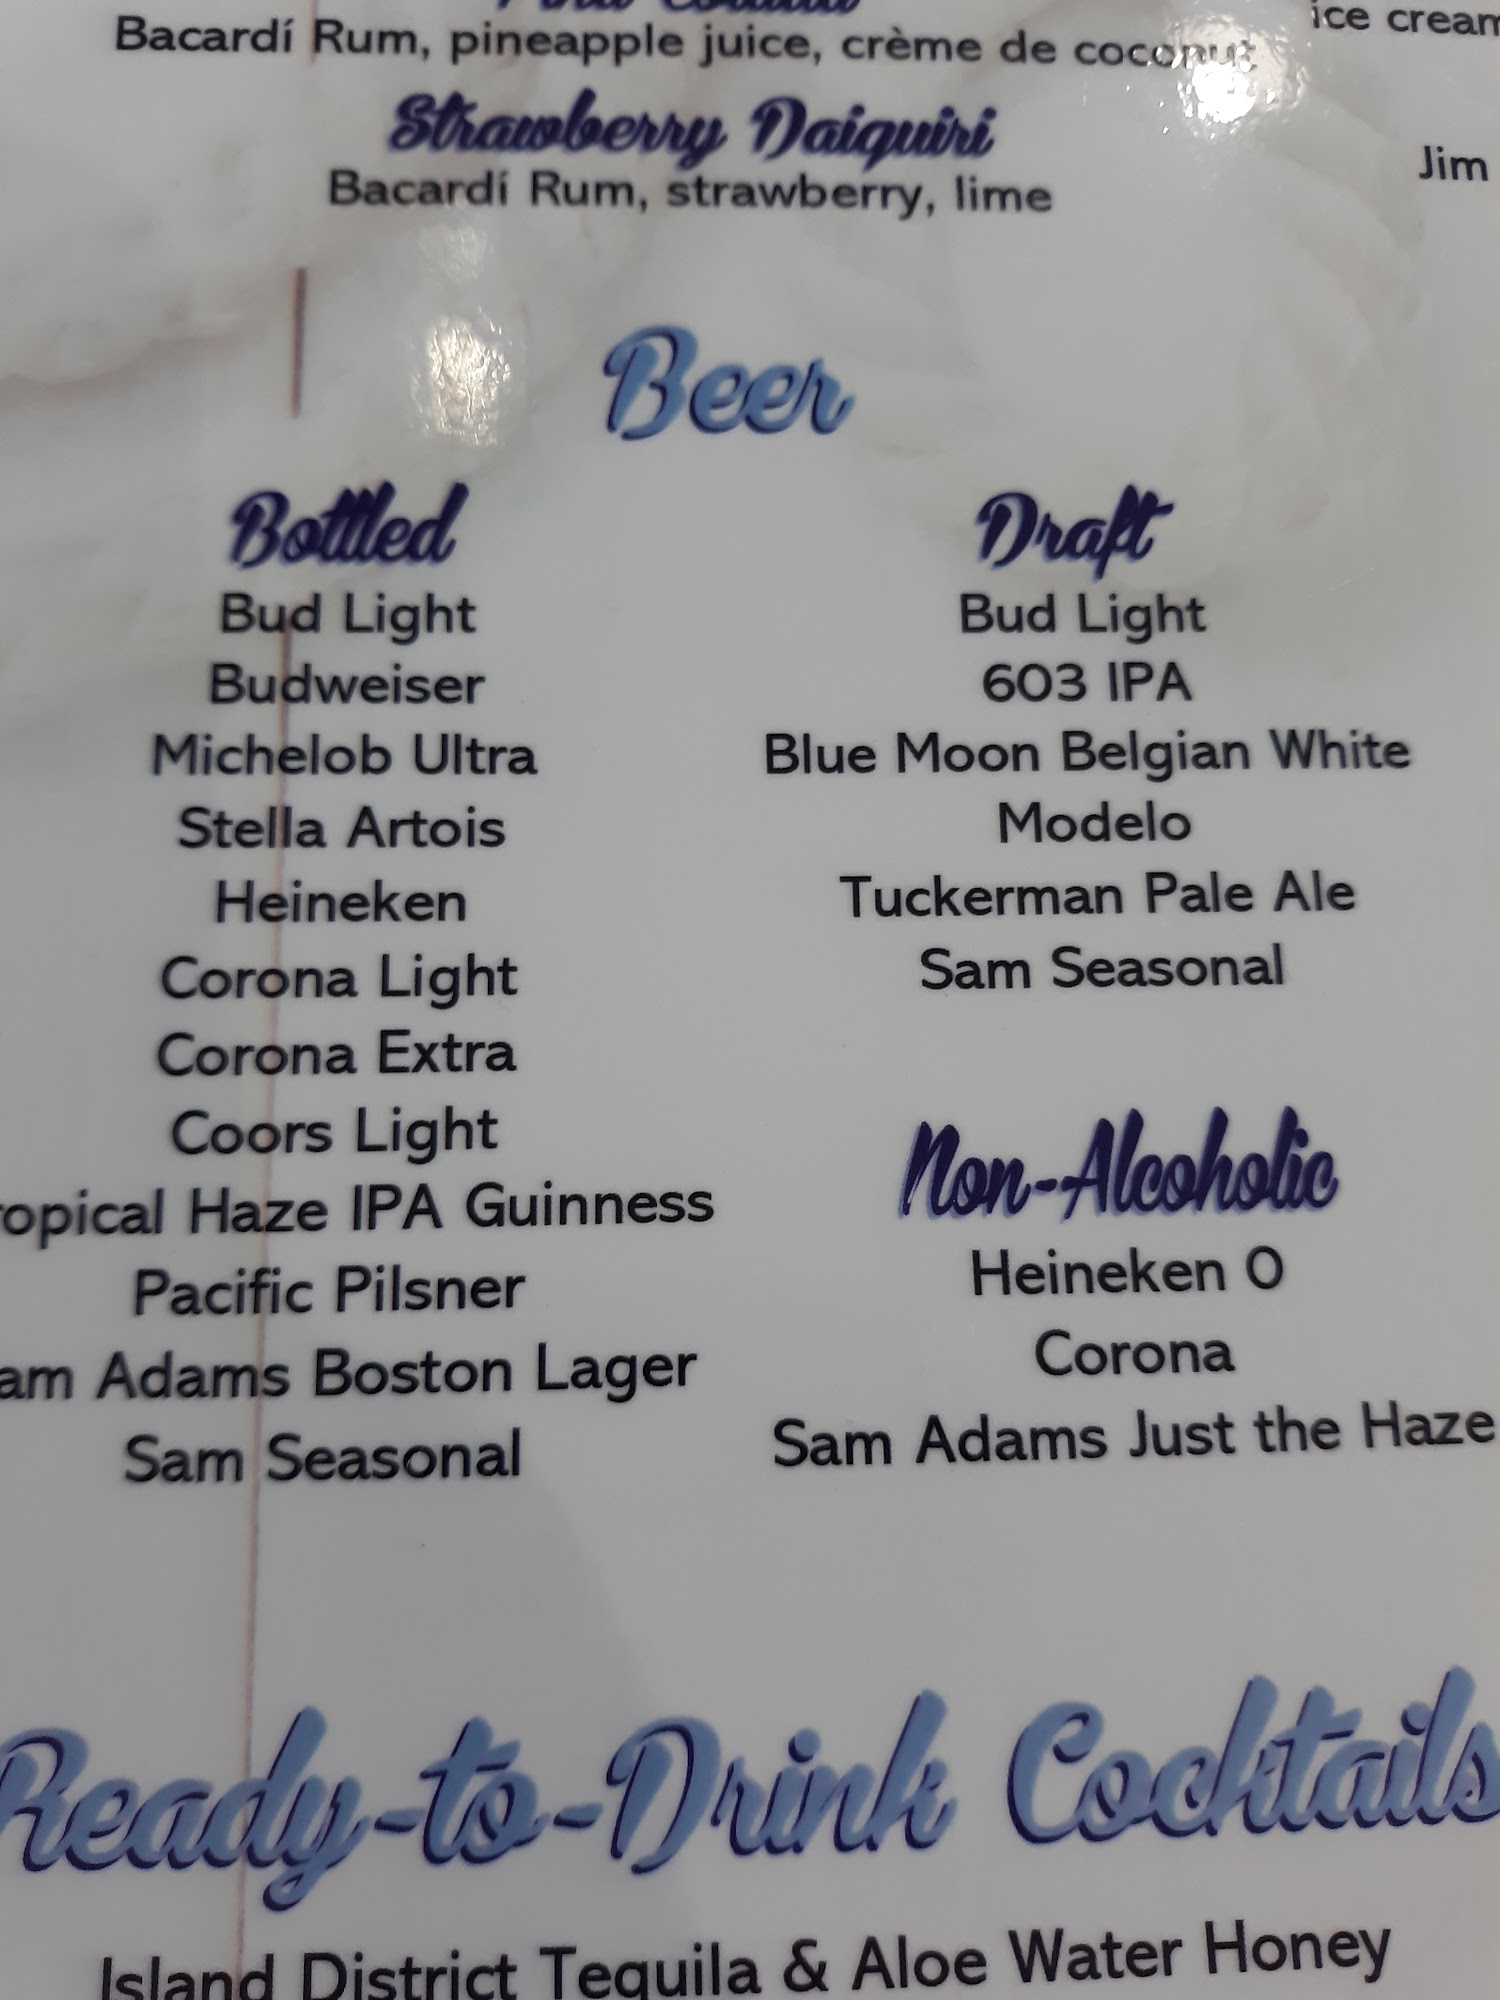 Bacardí Rum, pineapple juice, crème de coconut
ice cream
Strawberry Daiquiri
Bacardí Rum, strawberry, lime
Jim
Beer
Bottled
Bud Light
Budweiser
Michelob Ultra
Stella Artois
Heineken
Corona Light
Corona Extra
Coors Light
ropical Haze IPA Guinness
Pacific Pilsner
am Adams Boston Lager
Sam Seasonal
Draft
Bud Light
603 IPA
Blue Moon Belgian White
Modelo
Tuckerman Pale Ale
Sam Seasonal
Non-Alcoholic
Heineken 0
Corona
Sam Adams Just the Haze
Ready-to-Drink Cocktails
Island District Tequila & Aloe Water Honey